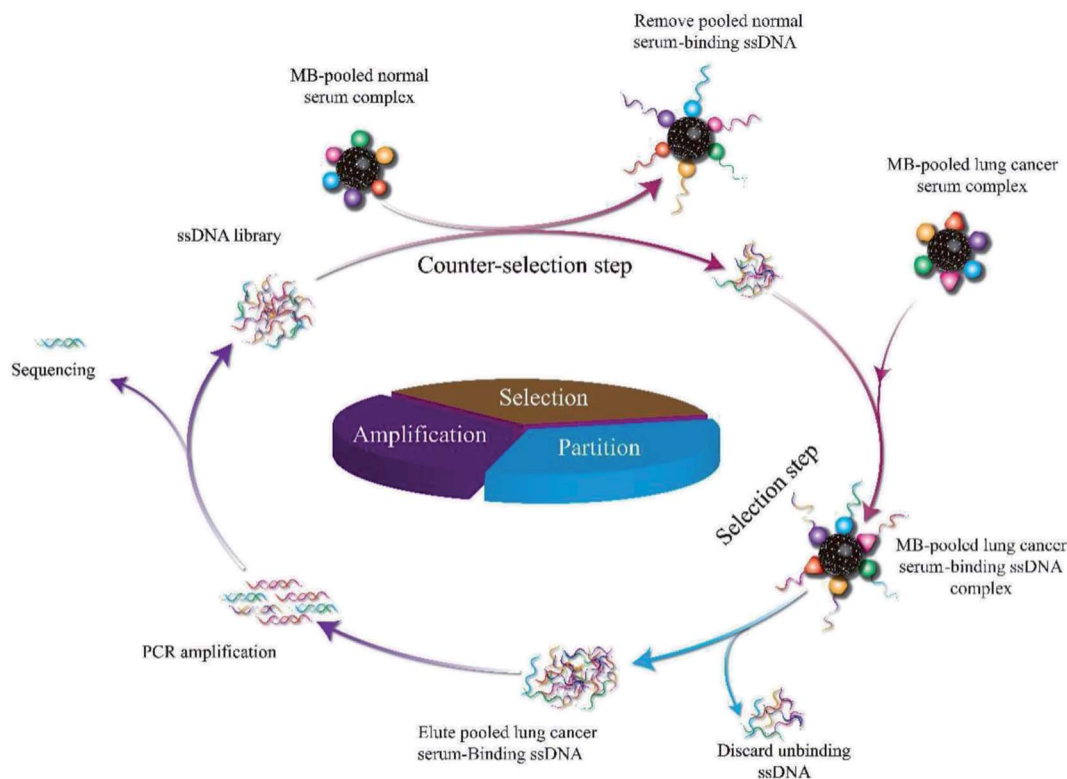 Remove pooled normal
serum-binding ssDNA
MB-pooled normal
serum complex
MB-pooled lung cancer
serum complex
ssDNA library
Counter-selection step
Sequencing
Selection
Amplification
Partition
Selection step
MB-pooled lung cancer
serum-binding ssDNA
complex
PCR amplification
Elute pooled lung cancer
serum-Binding ssDNA
Discard unbinding
ssDNA